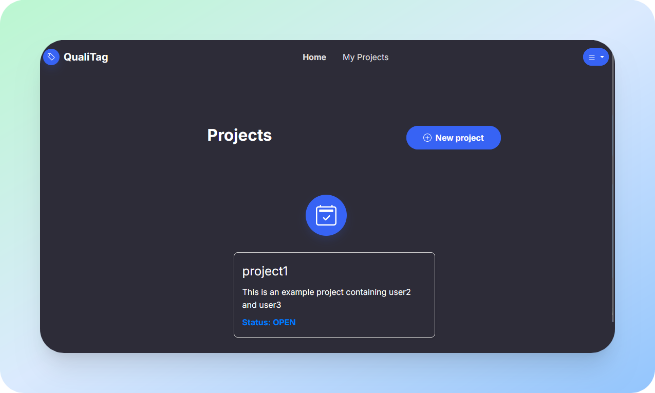 QualiTag
Home
My Projects
Projects
New project
project1
This is an example project containing user2
and user3
Status: OPEN